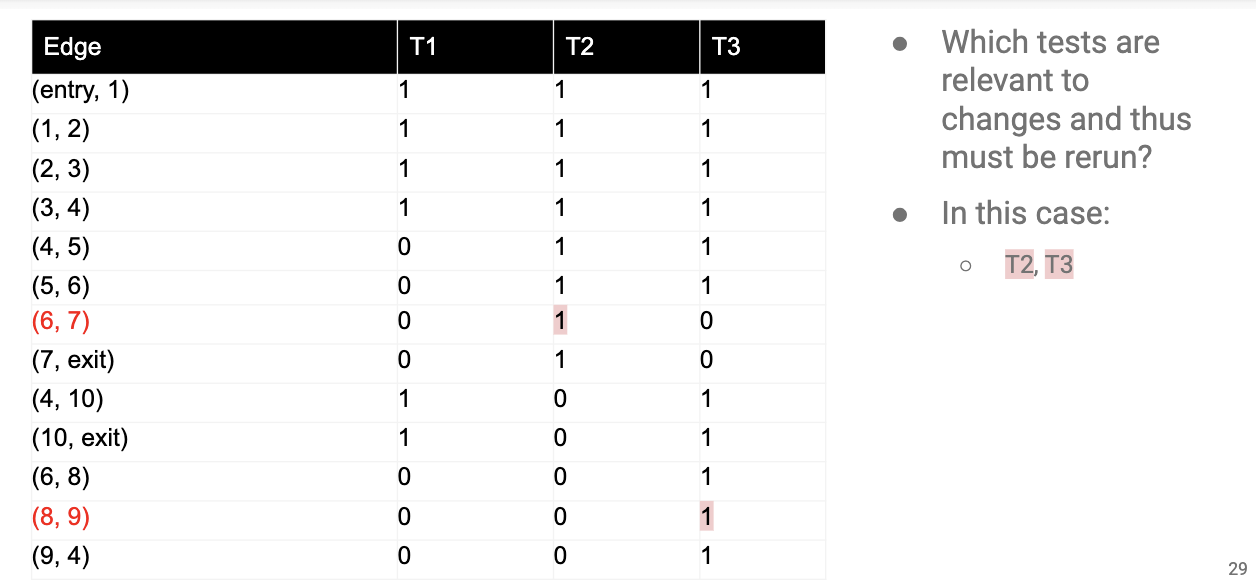 Edge T1 T2 T3
(entry, 1) 1 1 1
(1, 2) 1 1 1
(2, 3) 1 1 1
(3, 4) 1 1 1
(4, 5) 0 1 1
(5, 6) 0 1 1
(6, 7) 0 1 0
(7, exit) 0 1 0
(4, 10) 1 0 1
(10, exit) 1 0 1
(6, 8) 0 0 1
(8, 9) 0 0 1
(9, 4) 0 0 1
● Which tests are
relevant to
changes and thus
must be rerun?
● In this case:
○ T2, T3
29